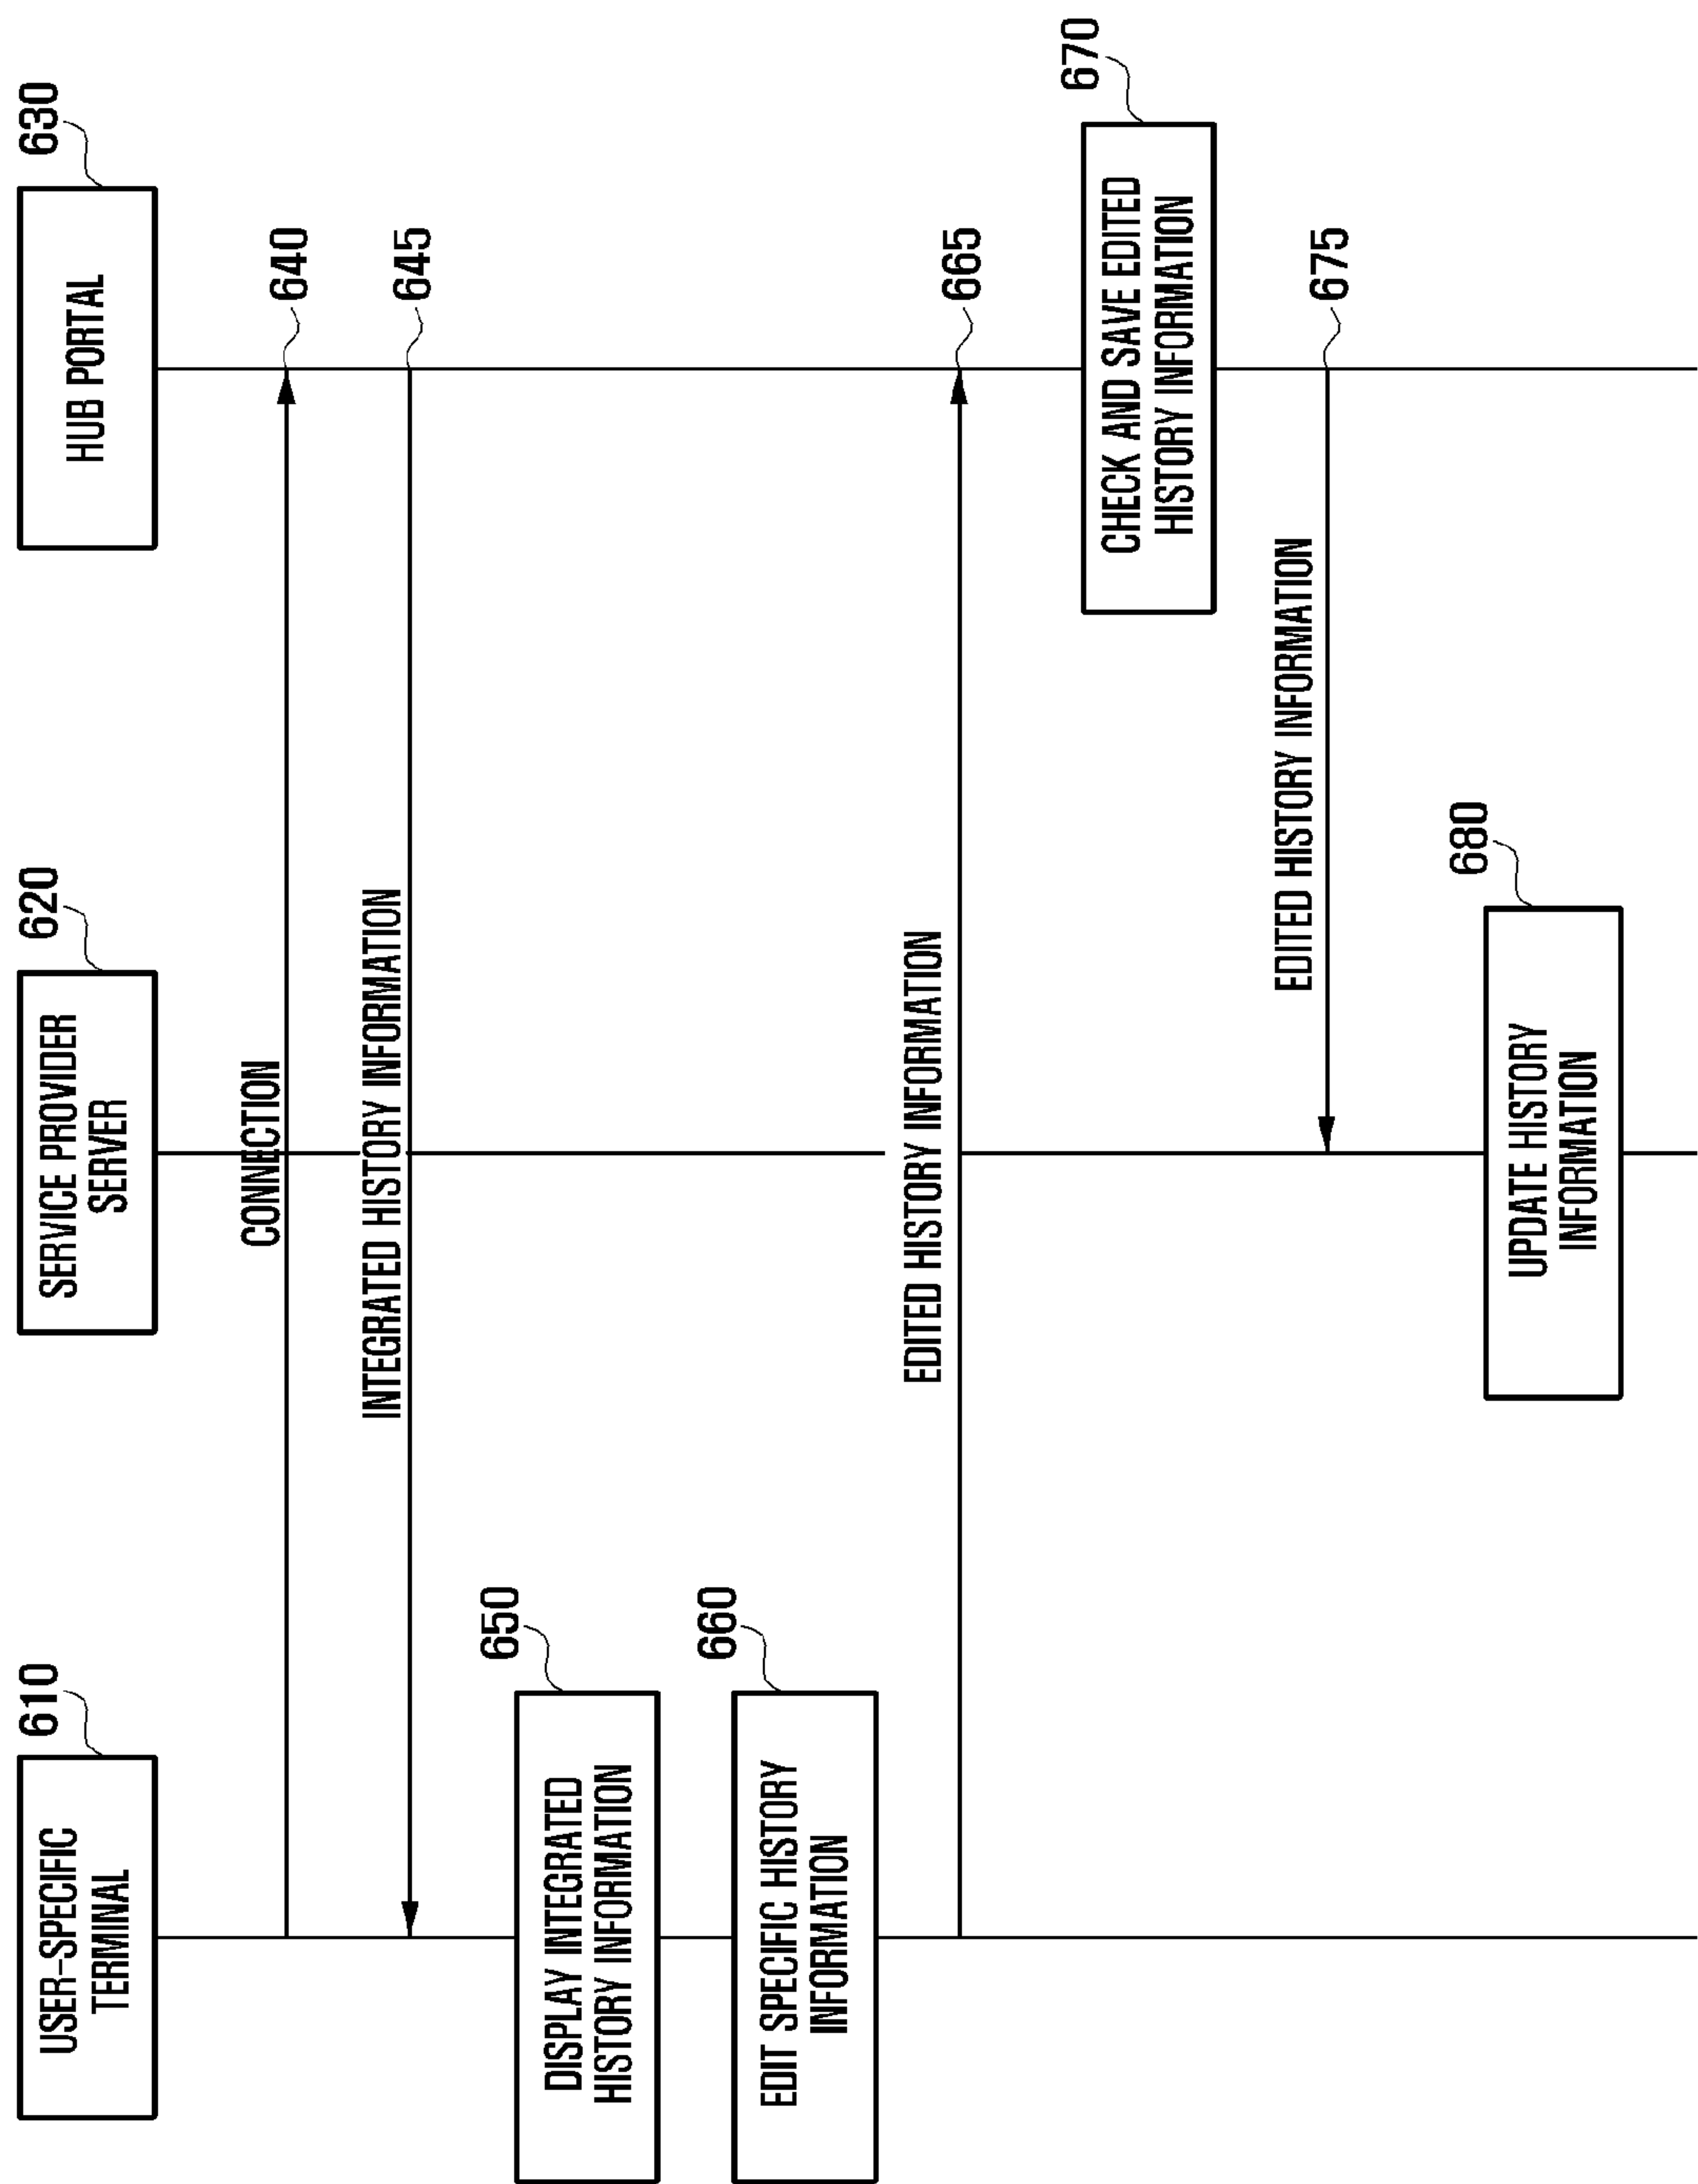 610
USER-SPECIFIC
TERMINAL
620
SERVICE PROVIDER
SERVER
630
HUB PORTAL
CONNECTION
640
INTEGRATED HISTORY INFORMATION
645
650
DISPLAY INTEGRATED
HISTORY INFORMATION
660
EDIT SPECIFIC HISTORY
INFORMATION
EDITED HISTORY INFORMATION
665
670
CHECK AND SAVE EDITED
HISTORY INFORMATION
EDITED HISTORY INFORMATION
675
680
UPDATE HISTORY
INFORMATION